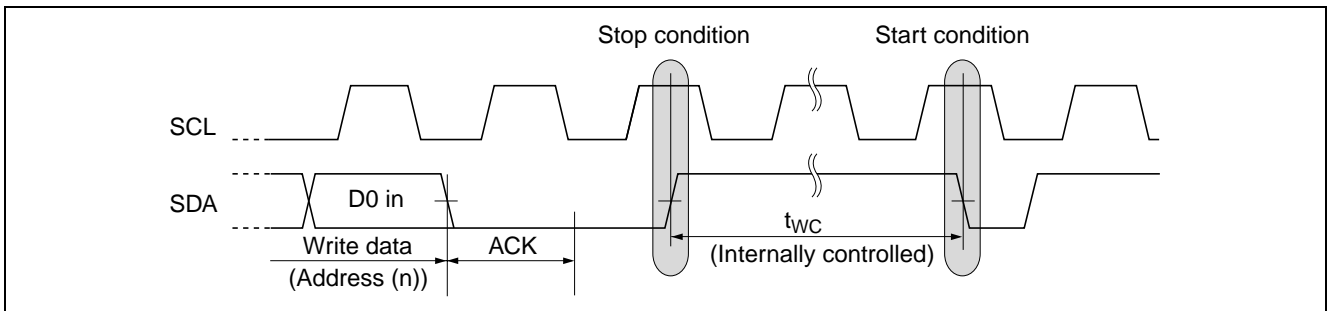 Stop condition
Start condition
SCL
SDA
D0 in
Write data
(Address (n))
ACK
tWC
(Internally controlled)